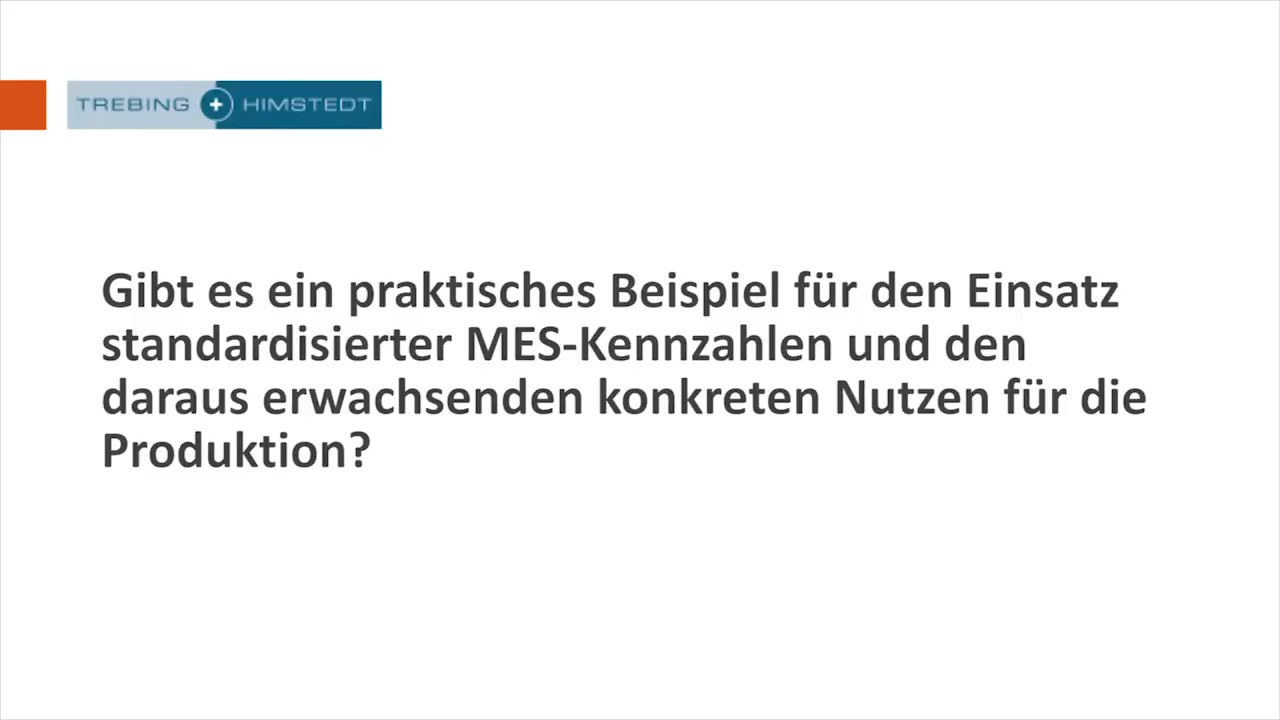 TREBING + HIMSTEDT
Gibt es ein praktisches Beispiel für den Einsatz
standardisierter MES-Kennzahlen und den
daraus erwachsenden konkreten Nutzen für die
Produktion?